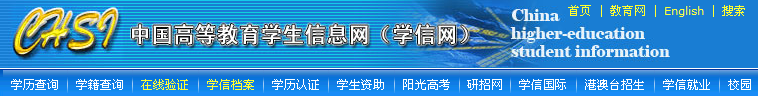 CHSI
中国高等教育学生信息网（学信网）
China
higher-education
student information
首页 | 教育网 | English | 搜索
学历查询 | 学籍查询 | 在线验证 | 学信档案 | 学历认证 | 学生资助 | 阳光高考 | 研招网 | 学信国际 | 港澳台招生 | 学信就业 | 校园